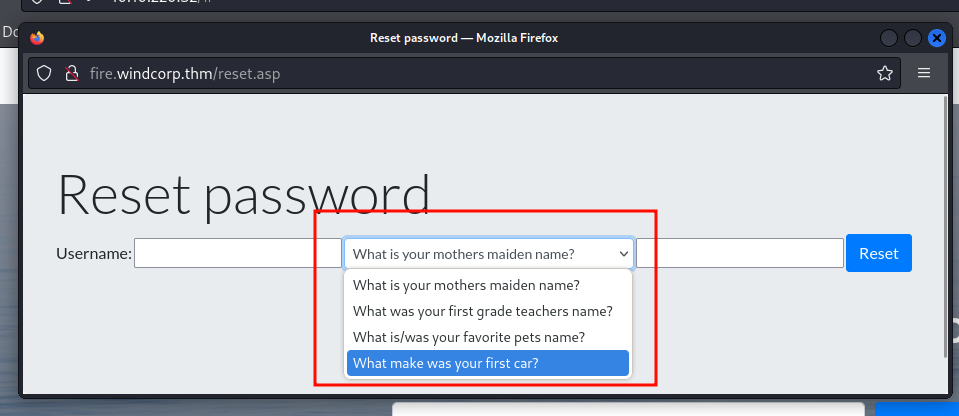 Reset password — Mozilla Firefox
fire.windcorp.thm/reset.asp
Reset password
Username: What is your mothers maiden name? Reset
What is your mothers maiden name?
What was your first grade teachers name?
What is/was your favorite pets name?
What make was your first car?